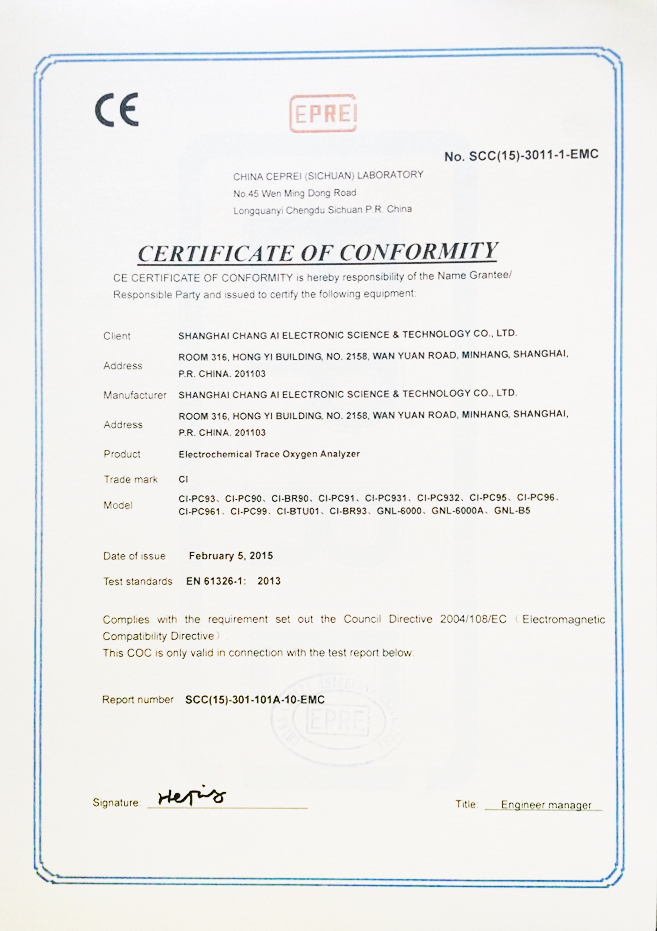 CE
EPREI
No. SCC(15)-3011-1-EMC
CHINA CEPREI (SICHUAN) LABORATORY
No.45 Wen Ming Dong Road
Longquanyi Chengdu Sichuan P.R. China
CERTIFICATE OF CONFORMITY
CE CERTIFICATE OF CONFORMITY is hereby responsibility of the Name Grantee/
Responsible Party and issued to certify the following equipment:
Client SHANGHAI CHANG AI ELECTRONIC SCIENCE & TECHNOLOGY CO., LTD.
Address ROOM 316, HONG YI BUILDING, NO. 2158, WAN YUAN ROAD, MINHANG, SHANGHAI,
P.R. CHINA. 201103
Manufacturer SHANGHAI CHANG AI ELECTRONIC SCIENCE & TECHNOLOGY CO., LTD.
Address ROOM 316, HONG YI BUILDING, NO. 2158, WAN YUAN ROAD, MINHANG, SHANGHAI,
P.R. CHINA. 201103
Product Electrochemical Trace Oxygen Analyzer
Trade mark CI
Model CI-PC93、CI-PC90、CI-BR90、CI-PC91、CI-PC931、CI-PC932、CI-PC95、CI-PC96、
CI-PC961、CI-PC99、CI-BTU01、CI-BR93、GNL-6000、GNL-6000A、GNL-B5
Date of issue February 5, 2015
Test standards EN 61326-1: 2013
Complies with the requirement set out the Council Directive 2004/108/EC（Electromagnetic
Compatibility Directive）.
This COC is only valid in connection with the test report below:
Report number SCC(15)-301-101A-10-EMC
EPREI
Signature
Title: Engineer manager